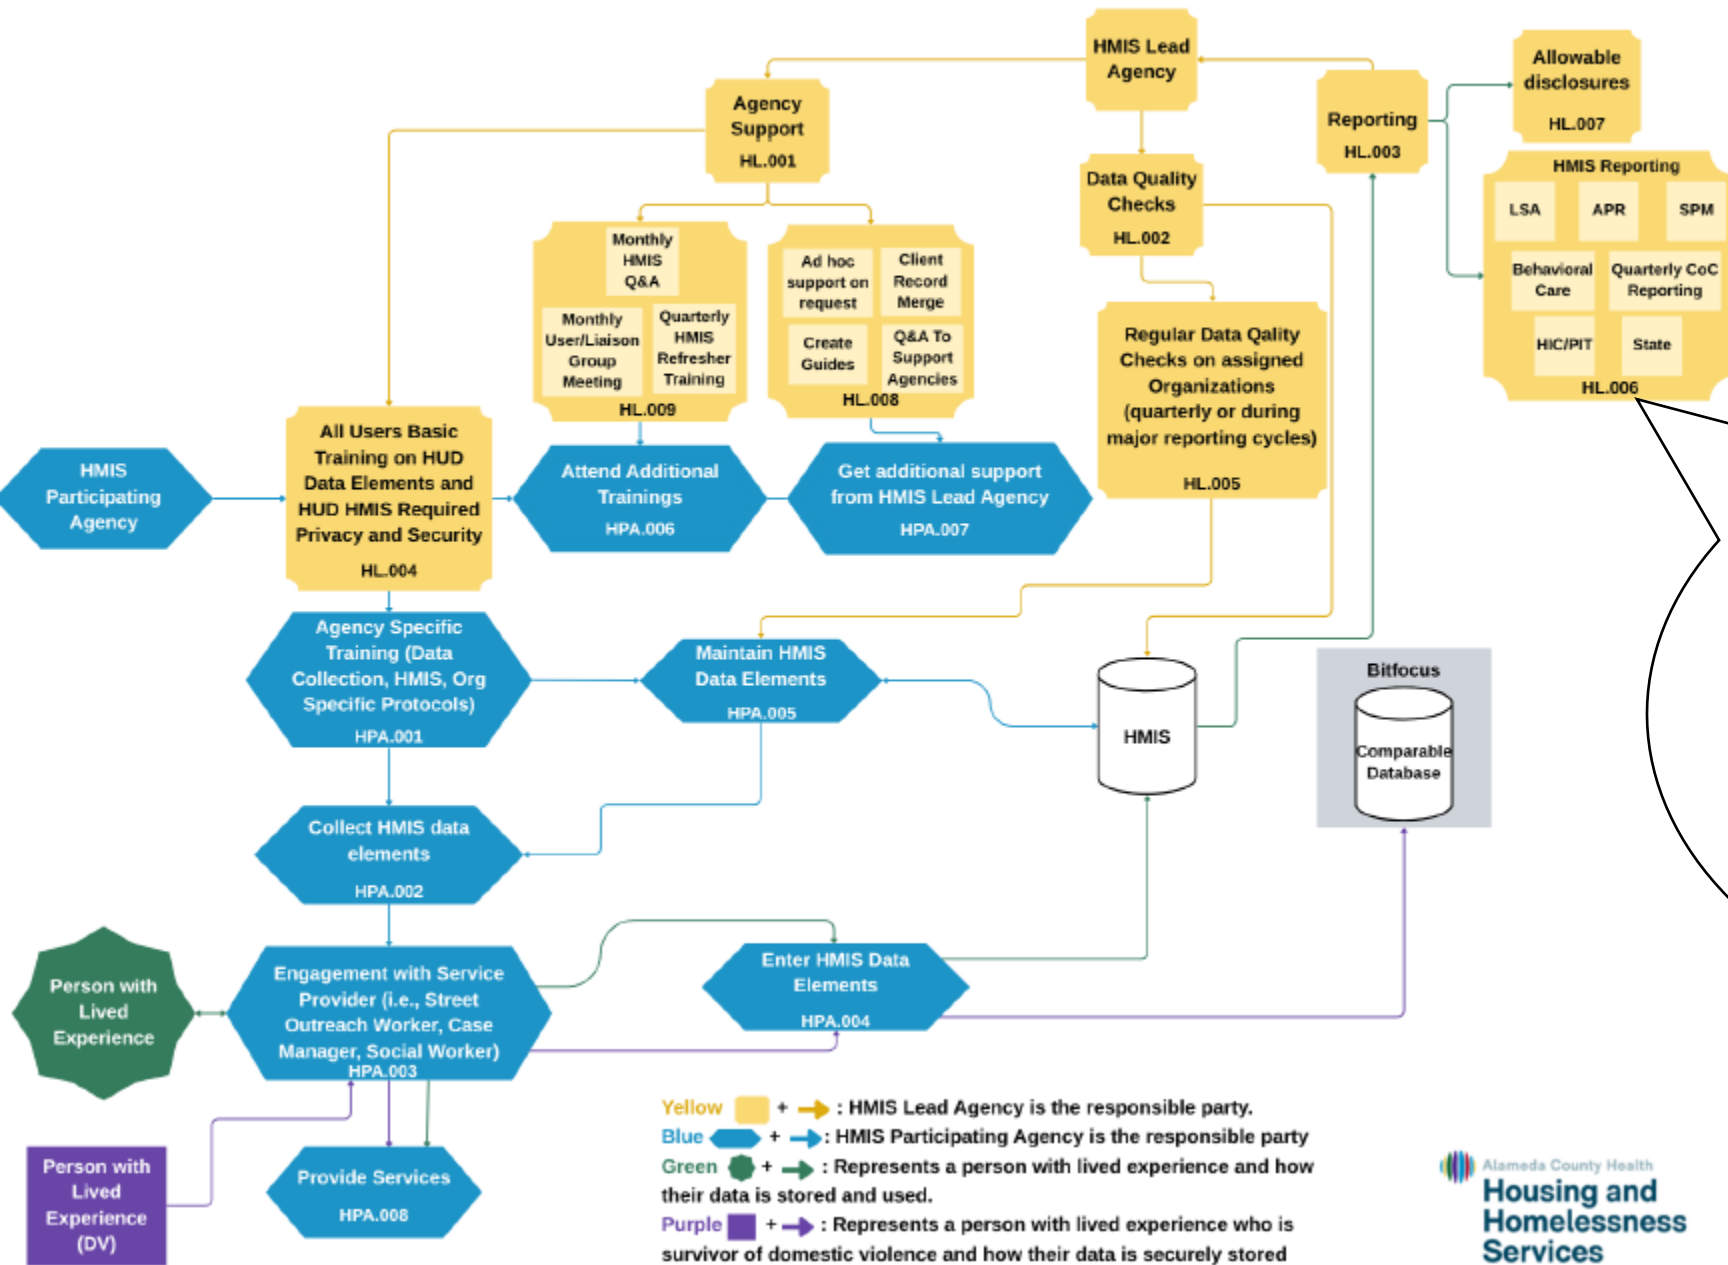 HMIS Lead
Agency
Allowable
disclosures
HL.007
Agency
Support
HL.001
Reporting
HL.003
Data Quality
Checks
HL.002
HMIS Reporting
LSA
APR
SPM
Behavioral
Care
Quarterly CoC
Reporting
HIC/PIT
State
HL.006
Monthly
HMIS
Q&A
Monthly
User/Liaison
Group
Meeting
Quarterly
HMIS
Refresher
Training
HL.009
Ad hoc
support on
request
Client
Record
Merge
Create
Guides
Q&A To
Support
Agencies
HL.008
Regular Data Qality
Checks on assigned
Organizations
(quarterly or during
major reporting cycles)
HL.005
HMIS
Participating
Agency
All Users Basic
Training on HUD
Data Elements and
HUD HMIS Required
Privacy and Security
HL.004
Attend Additional
Trainings
HPA.006
Get additional support
from HMIS Lead Agency
HPA.007
Agency Specific
Training (Data
Collection, HMIS, Org
Specific Protocols)
HPA.001
Maintain HMIS
Data Elements
HPA.005
HMIS
Bitfocus
Comparable
Database
Collect HMIS data
elements
HPA.002
Person with
Lived
Experience
Engagement with Service
Provider (i.e., Street
Outreach Worker, Case
Manager, Social Worker)
HPA.003
Enter HMIS Data
Elements
HPA.004
Person with
Lived
Experience
(DV)
Provide Services
HPA.008
Yellow + : HMIS Lead Agency is the responsible party.
Blue + : HMIS Participating Agency is the responsible party
Green + : Represents a person with lived experience and how
their data is stored and used.
Purple + : Represents a person with lived experience who is
survivor of domestic violence and how their data is securely stored
Alameda County Health
Housing and
Homelessness
Services